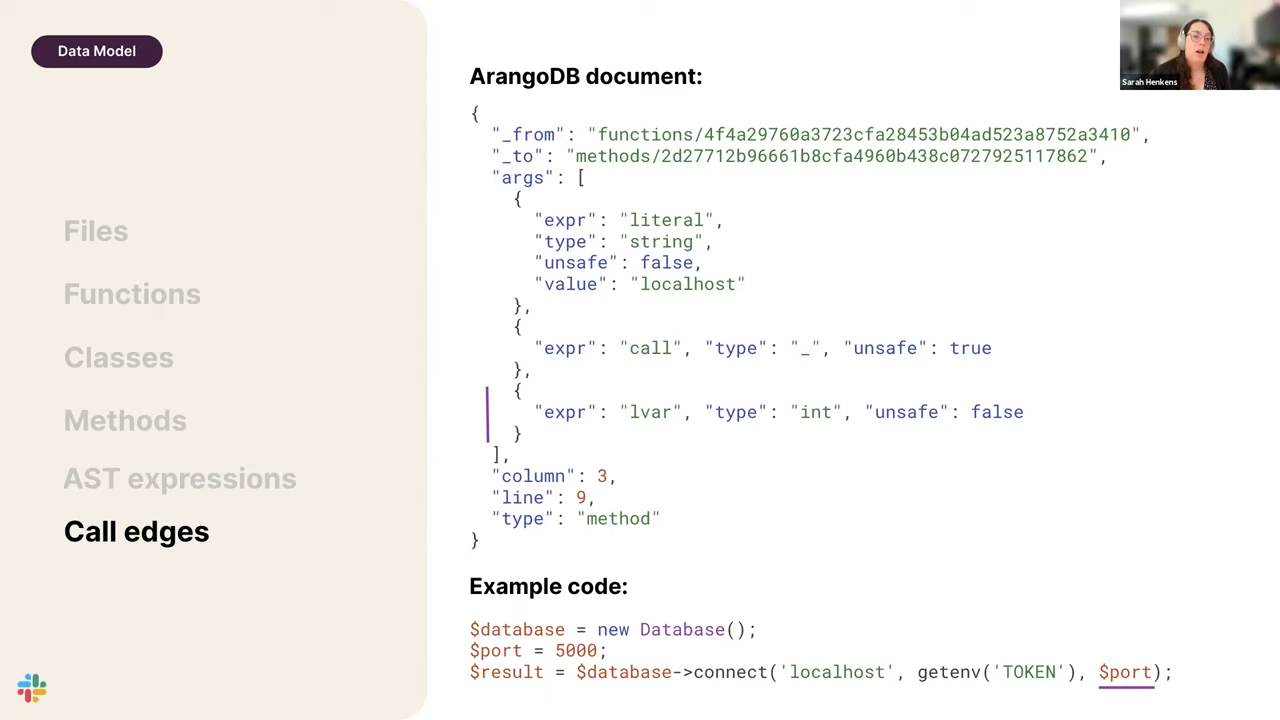 Data Model
Files
Functions
Classes
Methods
AST expressions
Call edges
ArangoDB document:
{
"_from": "functions/4f4a29760a3723cfa28453b04ad523a8752a3410",
"_to": "methods/2d27712b96661b8cfa4960b438c0727925117862",
"args": [
{
"expr": "literal",
"type": "string",
"unsafe": false,
"value": "localhost"
},
{
"expr": "call", "type": "_", "unsafe": true
},
{
"expr": "lvar", "type": "int", "unsafe": false
}
],
"column": 3,
"line": 9,
"type": "method"
}
Example code:
$database = new Database();
$port = 5000;
$result = $database->connect('localhost', getenv('TOKEN'), $port);
Sarah Henkens